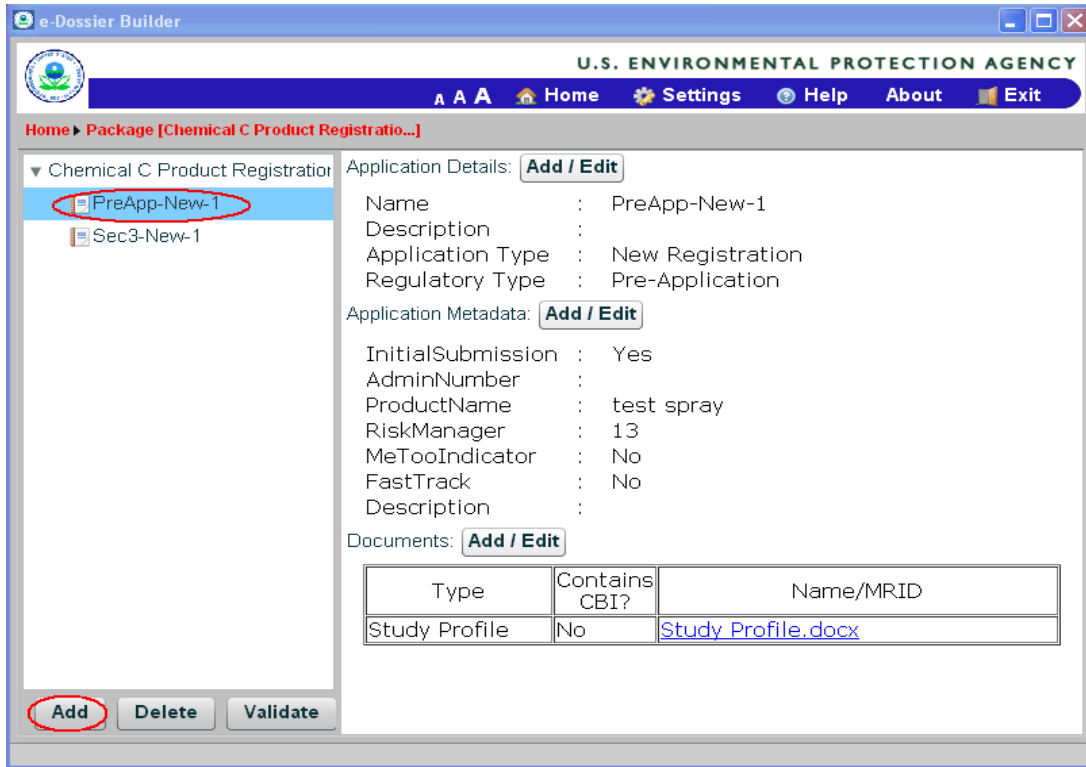 e-Dossier Builder
U.S. ENVIRONMENTAL PROTECTION AGENCY
A A A Home Settings Help About Exit
Home Package [Chemical C Product Registratio...]
Chemical C Product Registration
PreApp-New-1
Sec3-New-1
Application Details: Add / Edit
Name : PreApp-New-1
Description :
Application Type : New Registration
Regulatory Type : Pre-Application
Application Metadata: Add / Edit
InitialSubmission : Yes
AdminNumber :
ProductName : test spray
RiskManager : 13
MeTooIndicator : No
FastTrack : No
Description :
Documents: Add / Edit
Type Contains CBI? Name/MRID
Study Profile No Study Profile.docx
Add Delete Validate